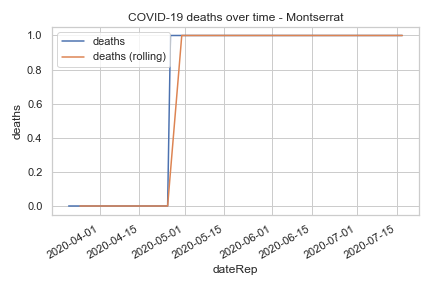 COVID-19 deaths over time - Montserrat
deaths
deaths (rolling)
1.0
0.8
0.6
0.4
0.2
0.0
deaths
2020-04-01
2020-04-15
2020-05-01
2020-05-15
2020-06-01
2020-06-15
2020-07-01
2020-07-15
dateRep